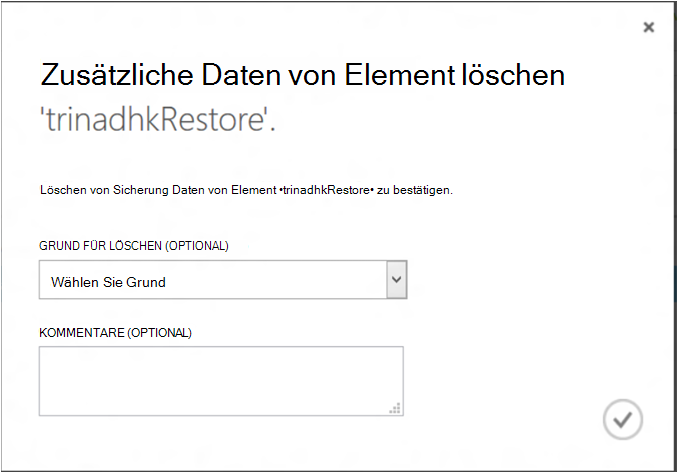 Zusätzliche Daten von Element löschen
'trinadhkRestore'.
Löschen von Sicherung Daten von Element •trinadhkRestore• zu bestätigen.
GRUND FÜR LÖSCHEN (OPTIONAL)
Wählen Sie Grund
KOMMENTARE (OPTIONAL)